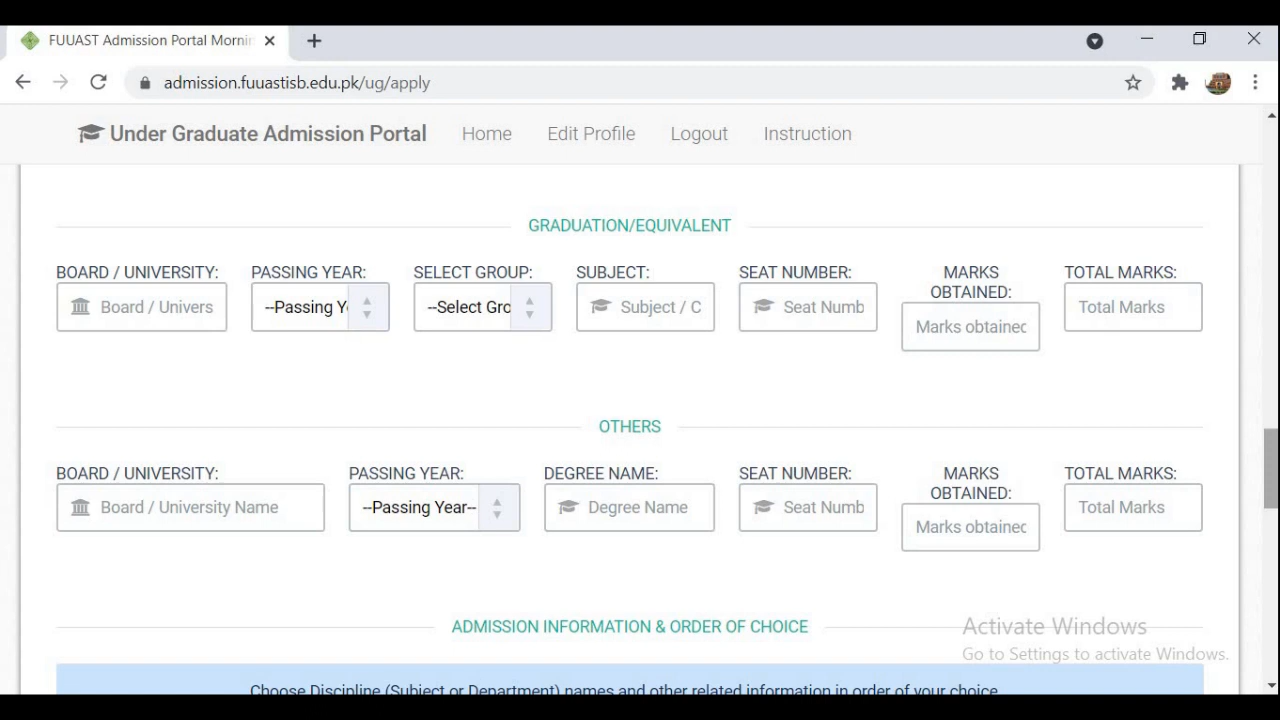 FUUAST Admission Portal Mornin
admission.fuuastisb.edu.pk/ug/apply
Under Graduate Admission Portal Home Edit Profile Logout Instruction
GRADUATION/EQUIVALENT
BOARD / UNIVERSITY: PASSING YEAR: SELECT GROUP: SUBJECT: SEAT NUMBER: MARKS OBTAINED: TOTAL MARKS:
Board / Univers --Passing Y --Select Gro Subject / C Seat Numb Marks obtained Total Marks
OTHERS
BOARD / UNIVERSITY: PASSING YEAR: DEGREE NAME: SEAT NUMBER: MARKS OBTAINED: TOTAL MARKS:
Board / University Name --Passing Year-- Degree Name Seat Numb Marks obtained Total Marks
ADMISSION INFORMATION & ORDER OF CHOICE
Activate Windows
Go to Settings to activate Windows.
Choose Discipline (Subject or Department) names and other related information in order of your choice